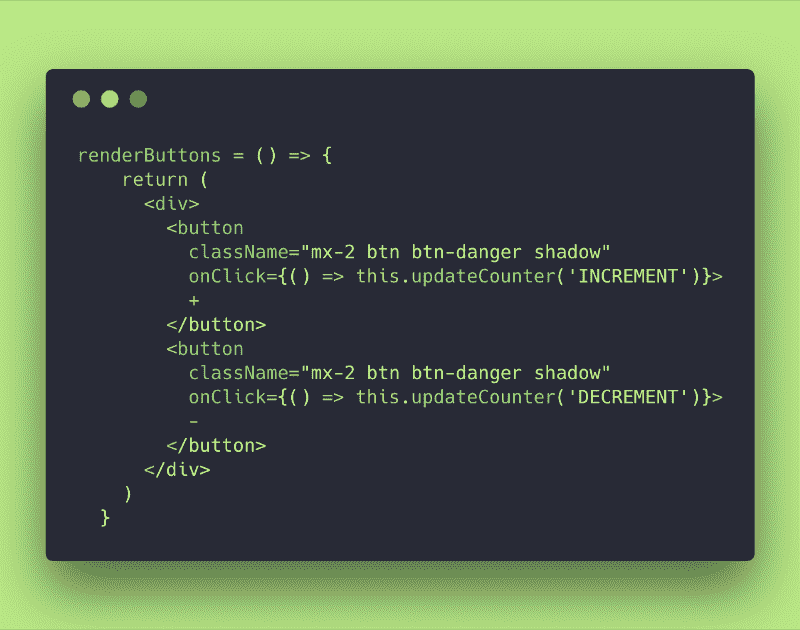 renderButtons = () => {
    return (
      <div>
        <button
          className="mx-2 btn btn-danger shadow"
          onClick={() => this.updateCounter('INCREMENT')}>
          +
        </button>
        <button
          className="mx-2 btn btn-danger shadow"
          onClick={() => this.updateCounter('DECREMENT')}>
          -
        </button>
      </div>
    )
  }